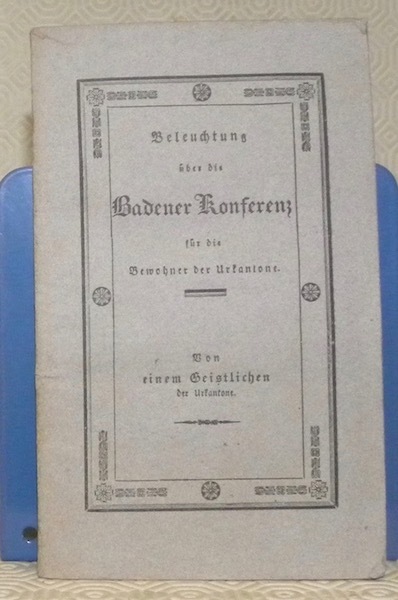 Beleuchtung
über die
Badener Konferenz
für die
Bewohner der Urkantone.
Von
einem Geistlichen
der Urkantone.